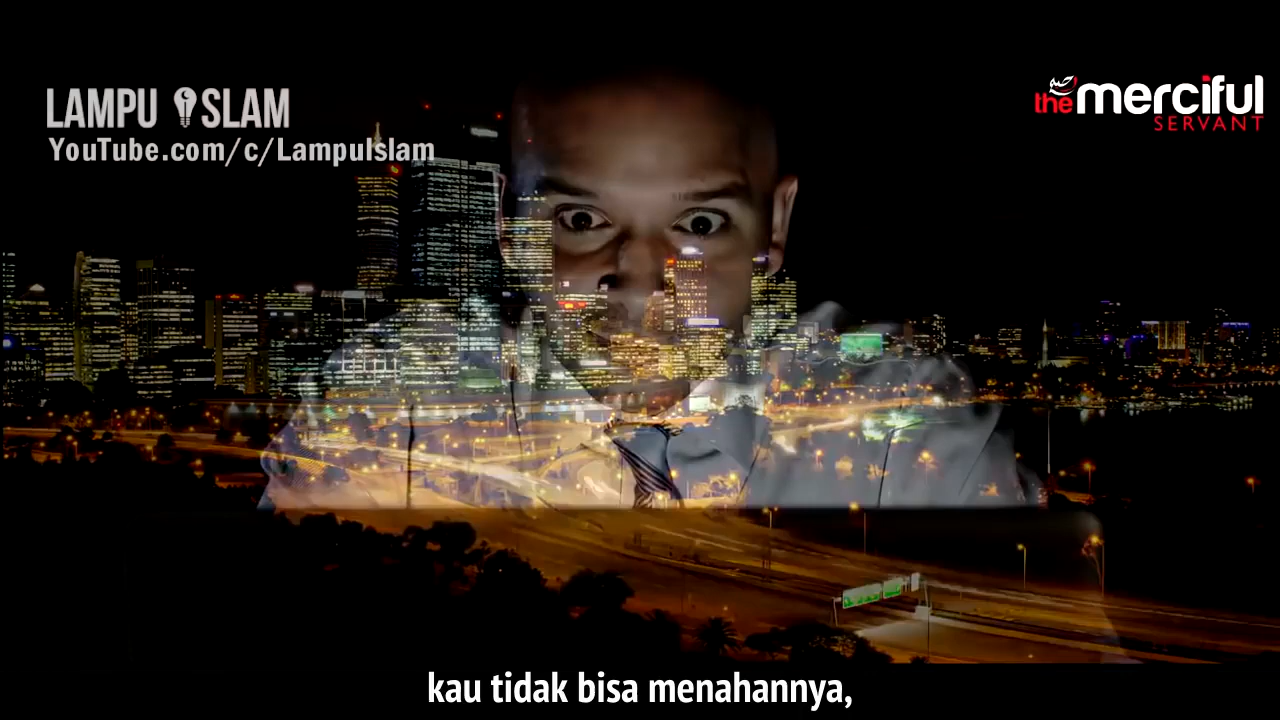 LAMPU ISLAM
YouTube.com/c/LampuIslam
the merciful
SERVANT
kau tidak bisa menahannya,